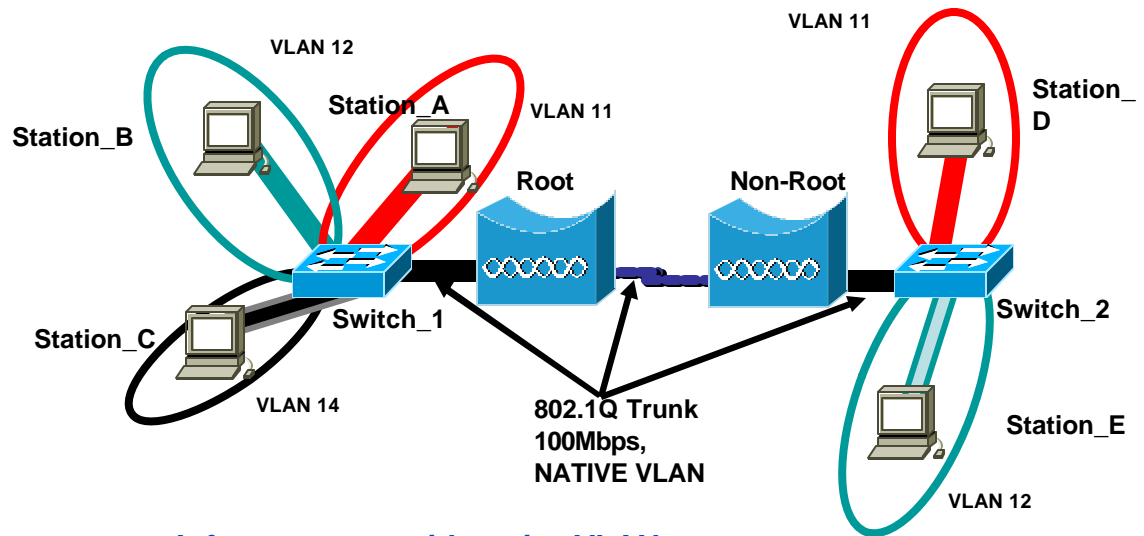 VLAN 12
VLAN 11
Station_A
VLAN 11
Station_
D
Station_B
Root
Non-Root
Station_C
Switch_1
Switch_2
VLAN 14
802.1Q Trunk
100Mbps,
NATIVE VLAN
Station_E
VLAN 12